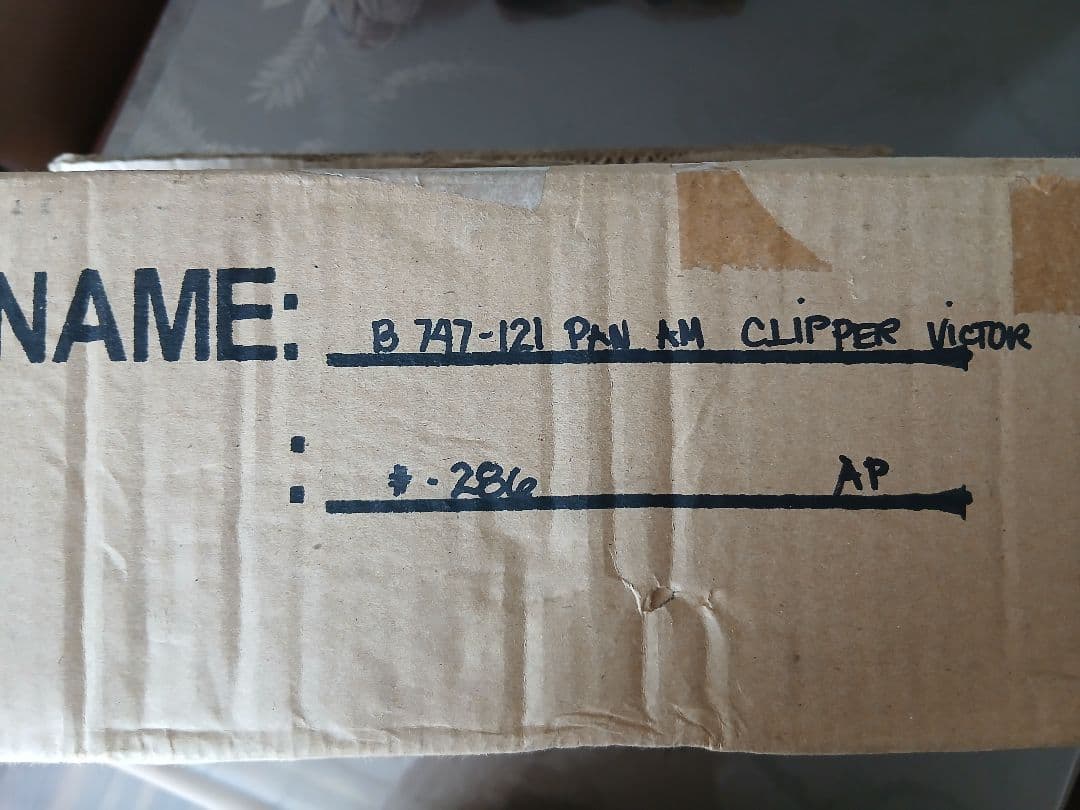 NAME: B 747-121 PAN AM CLIPPER VICTOR
: #. 286 AP